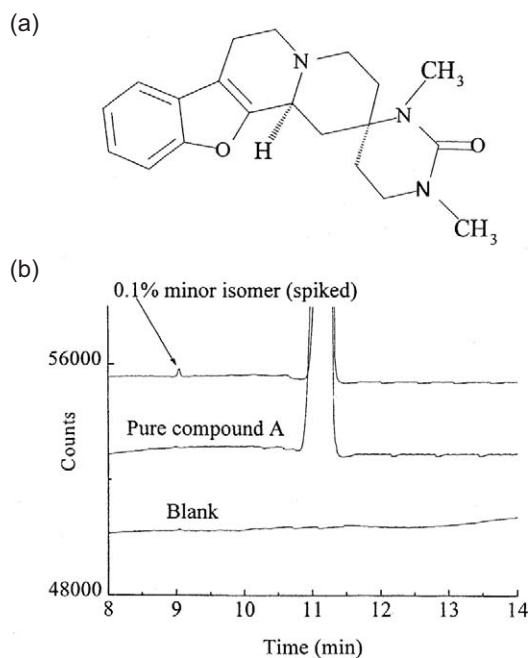 (a)
N
CH₃
N
O
H
O
N
CH₃
(b)
0.1% minor isomer (spiked)
56000
Pure compound A
Counts
Blank
48000
8 9 10 11 12 13 14
Time (min)